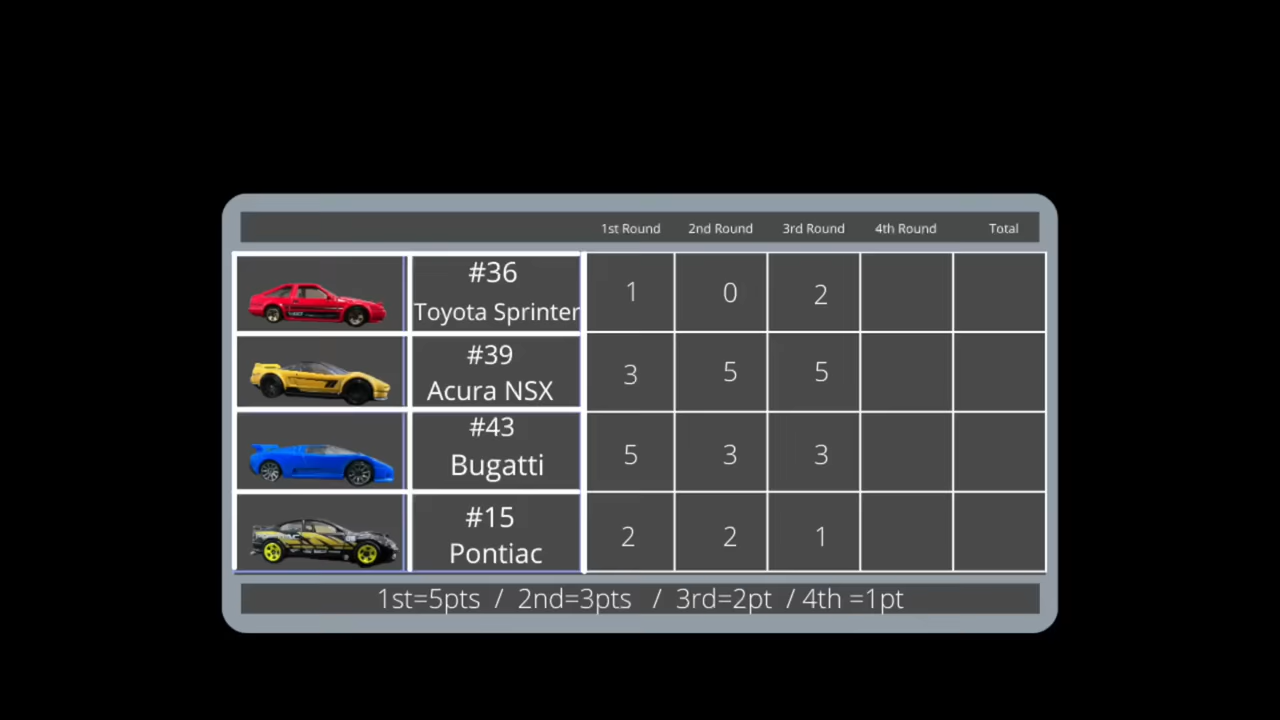 1st Round 2nd Round 3rd Round 4th Round Total
#36
Toyota Sprinter
1 0 2
#39
Acura NSX
3 5 5
#43
Bugatti
5 3 3
#15
Pontiac
2 2 1
1st=5pts / 2nd=3pts / 3rd=2pt / 4th =1pt